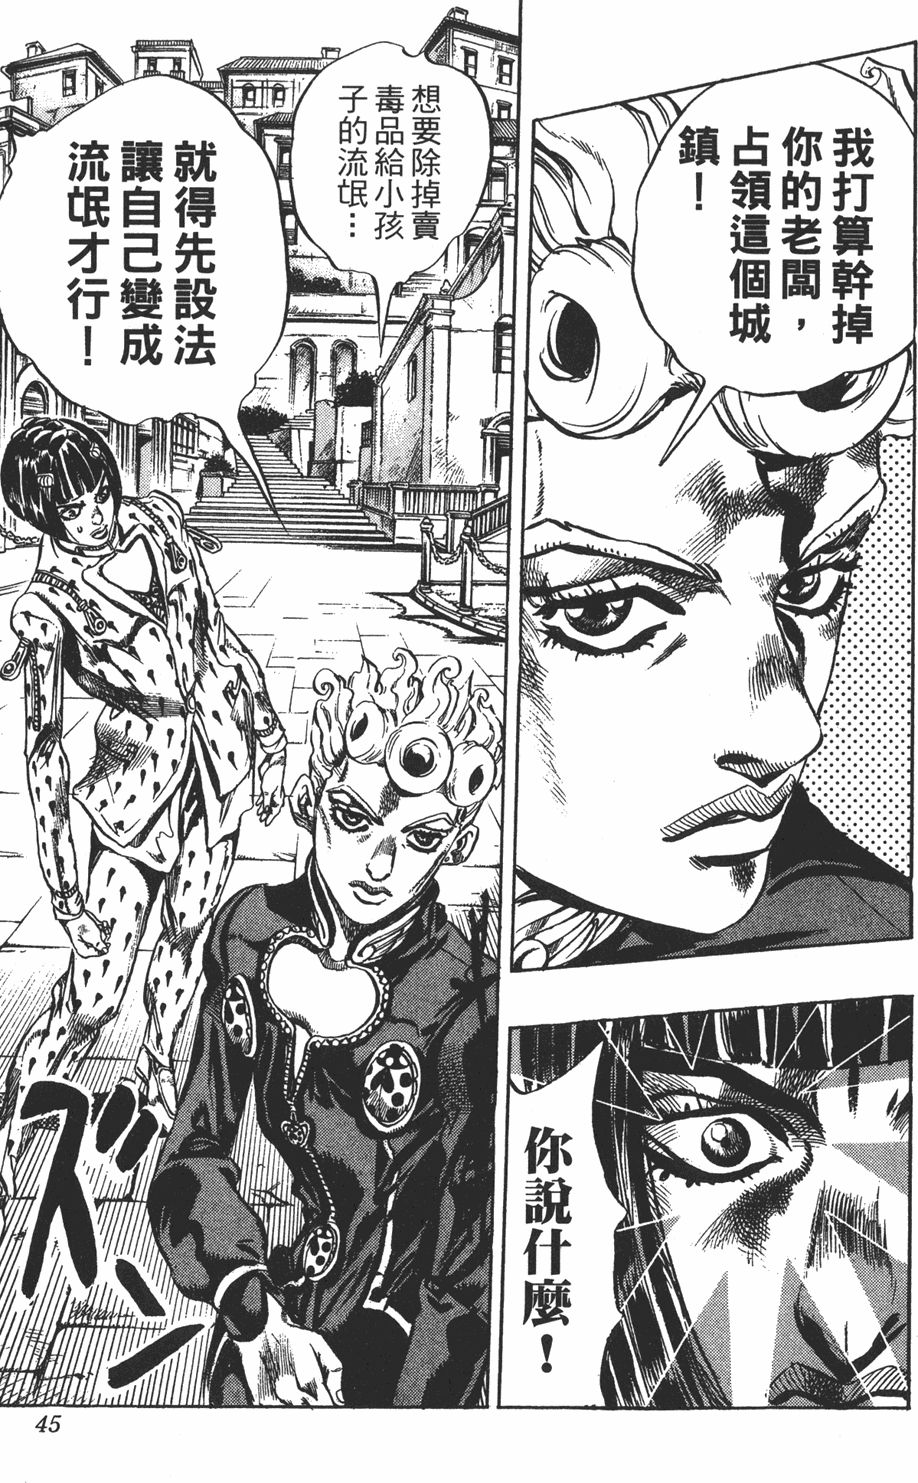 我打算幹掉
你的老闆，
占領這個城
鎮！
你說什麼！
想要除掉賣
毒品給小孩
子的流氓…
就得先設法
讓自己變成
流氓才行！
ズン
45